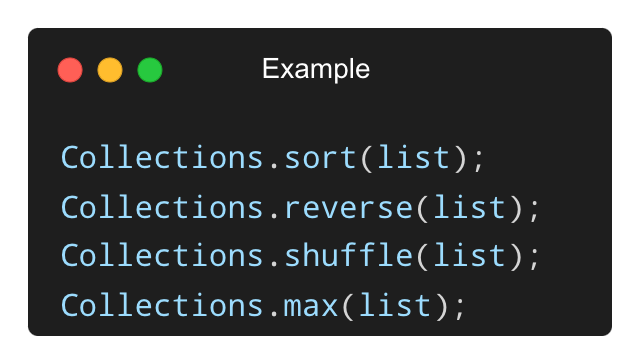 Example
Collections.sort(list);
Collections.reverse(list);
Collections.shuffle(list);
Collections.max(list);